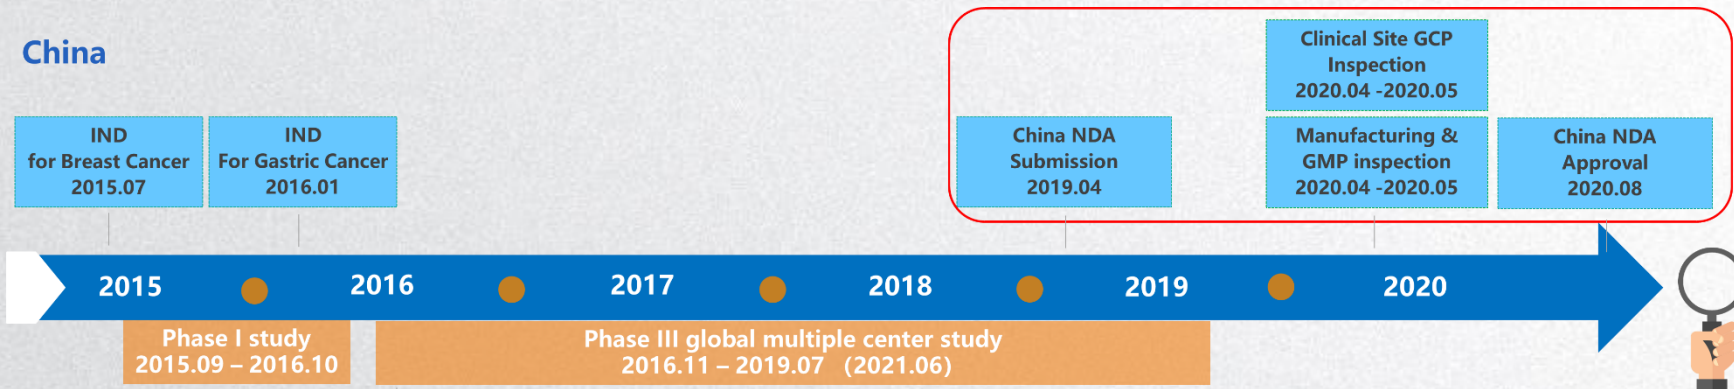 China
IND
for Breast Cancer
2015.07
IND
For Gastric Cancer
2016.01
China NDA
Submission
2019.04
Clinical Site GCP
Inspection
2020.04 -2020.05
Manufacturing &
GMP inspection
2020.04 -2020.05
China NDA
Approval
2020.08
2015
2016
2017
2018
2019
2020
Phase I study
2015.09 – 2016.10
Phase III global multiple center study
2016.11 – 2019.07 (2021.06)